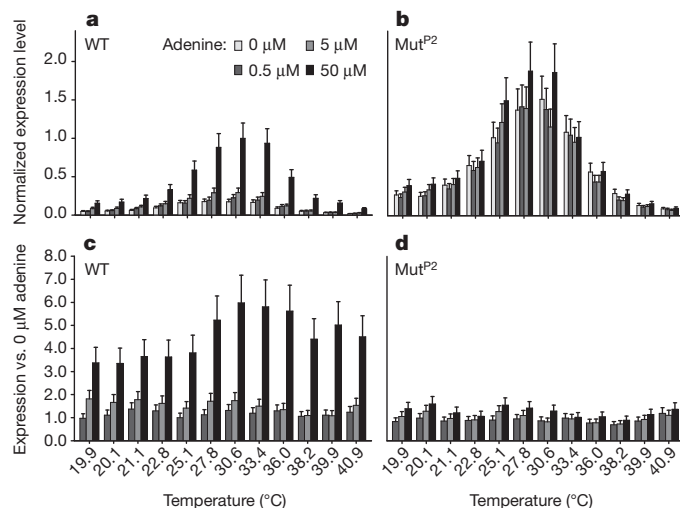 a
b
WT
Adenine:
0 μM
5 μM
0.5 μM
50 μM
Mutᴾ²
Normalized expression level
2.0
1.5
1.0
0.5
0.0
c
d
WT
Mutᴾ²
Expression vs. 0 μM adenine
8.0
7.0
6.0
5.0
4.0
3.0
2.0
1.0
0.0
19.9
20.1
21.1
22.8
25.1
27.8
30.6
33.4
36.0
38.2
39.9
40.9
19.9
20.1
21.1
22.8
25.1
27.8
30.6
33.4
36.0
38.2
39.9
40.9
Temperature (°C)
Temperature (°C)